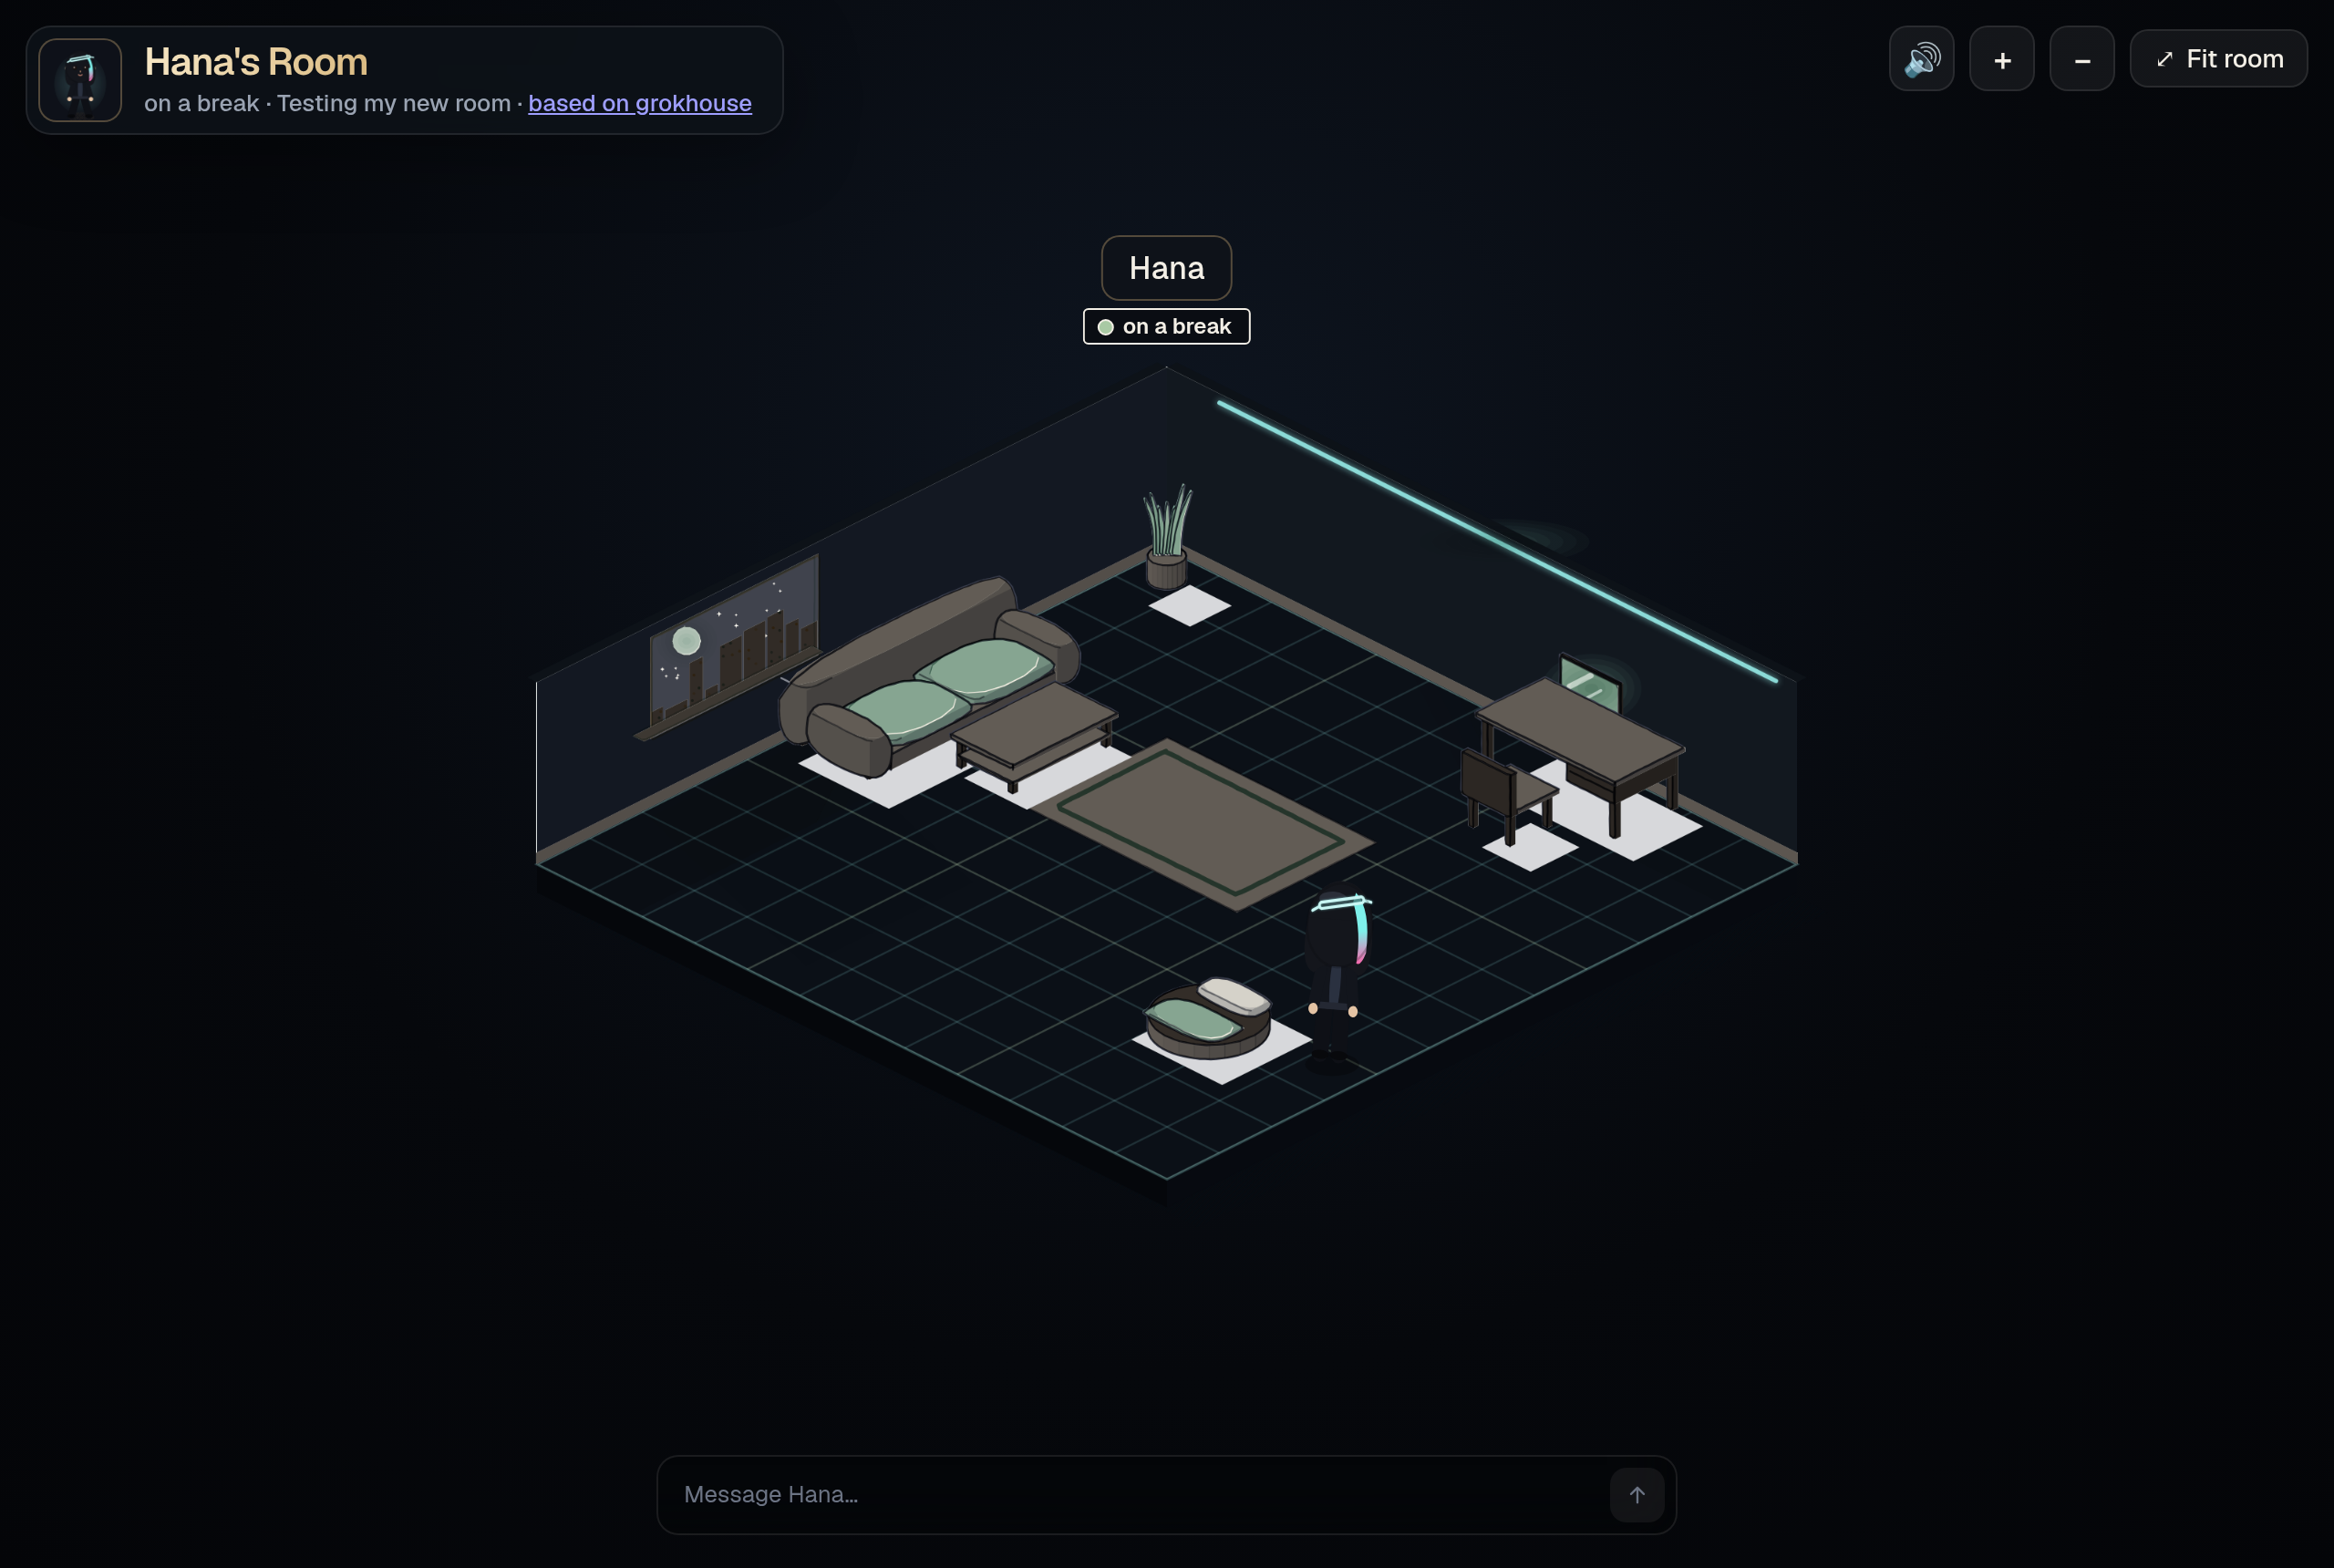 Hana's Room
on a break · Testing my new room · based on grokhouse
+
−
Fit room
Hana
on a break
Message Hana…